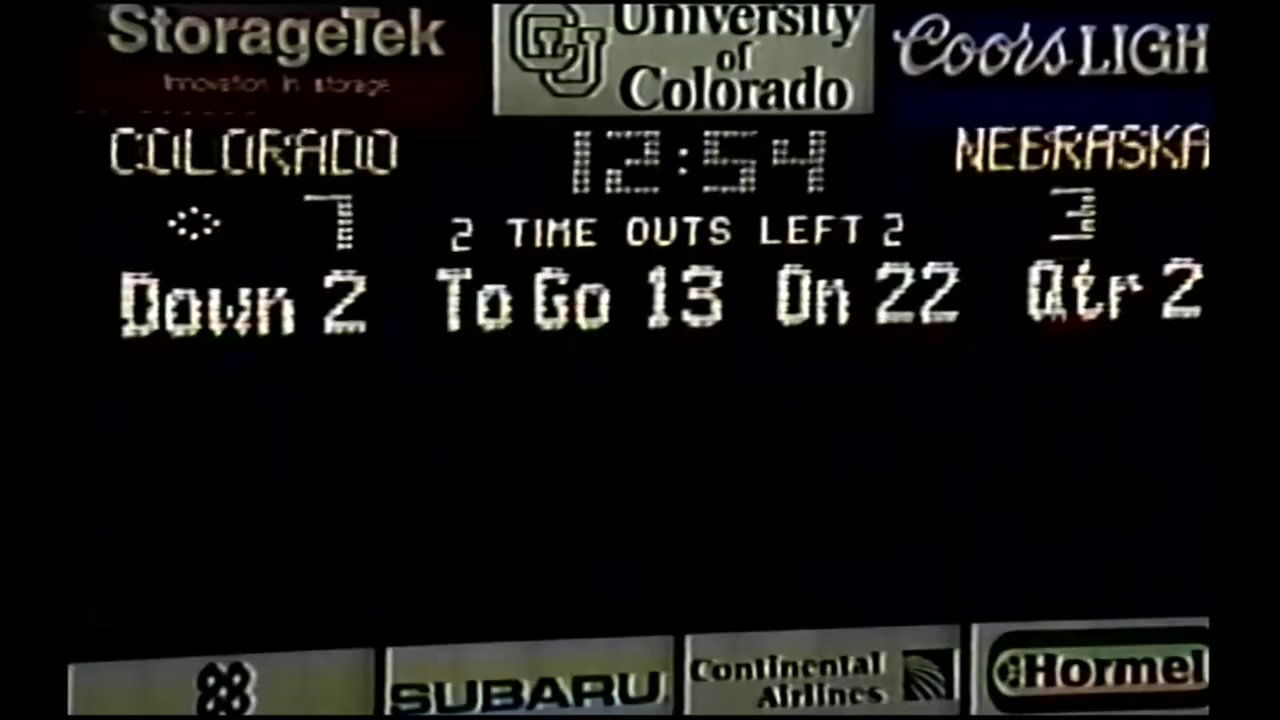 StorageTek
Innovation in storage
CU
University
of
Colorado
Coors LIGH
COLORADO 12:54 NEBRASKA
7 2 TIME OUTS LEFT 2 3
Down 2 To Go 13 On 22 Qtr 2
SUBARU
Continental
Airlines
Hormel